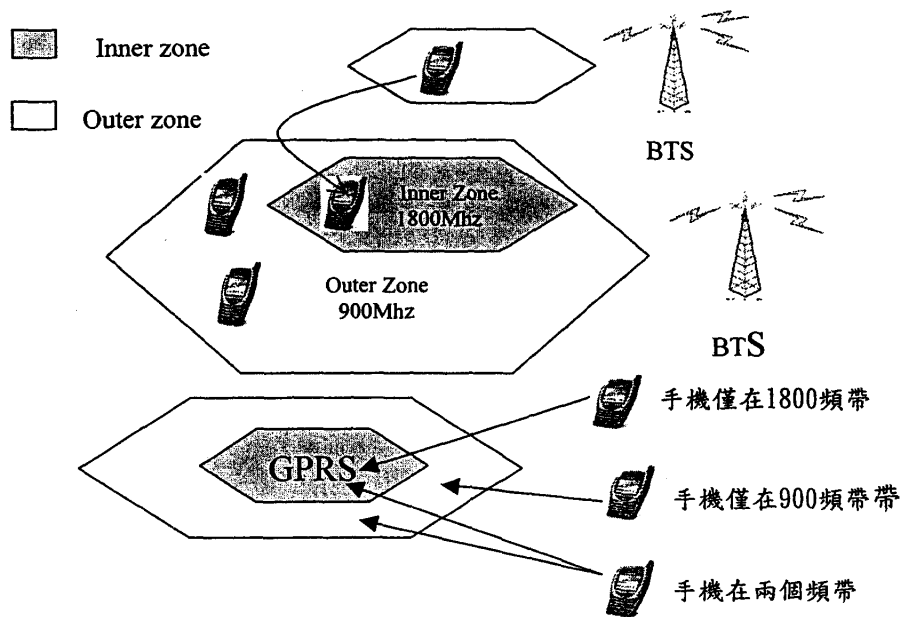 Inner zone
Outer zone
BTS
Inner Zone
1800Mhz
Outer Zone
900Mhz
BTS
手機僅在1800頻帶
GPRS
手機僅在900頻帶帶
手機在兩個頻帶